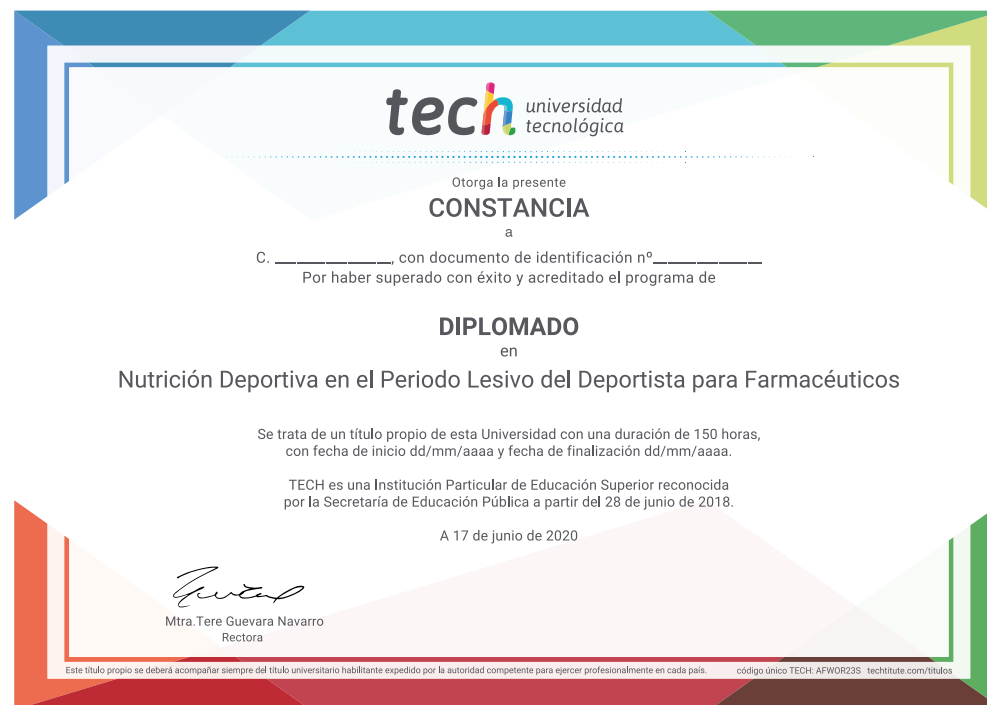 tech universidad
tecnológica
Otorga la presente
CONSTANCIA
a
C. ________________, con documento de identificación nº_______________
Por haber superado con éxito y acreditado el programa de
DIPLOMADO
en
Nutrición Deportiva en el Periodo Lesivo del Deportista para Farmacéuticos
Se trata de un título propio de esta Universidad con una duración de 150 horas,
con fecha de inicio dd/mm/aaaa y fecha de finalización dd/mm/aaaa.
TECH es una Institución Particular de Educación Superior reconocida
por la Secretaría de Educación Pública a partir del 28 de junio de 2018.
A 17 de junio de 2020
Mtra.Tere Guevara Navarro
Rectora
Este título propio se deberá acompañar siempre del título universitario habilitante expedido por la autoridad competente para ejercer profesionalmente en cada país. código único TECH: AFWOR23S techtitute.com/titulos